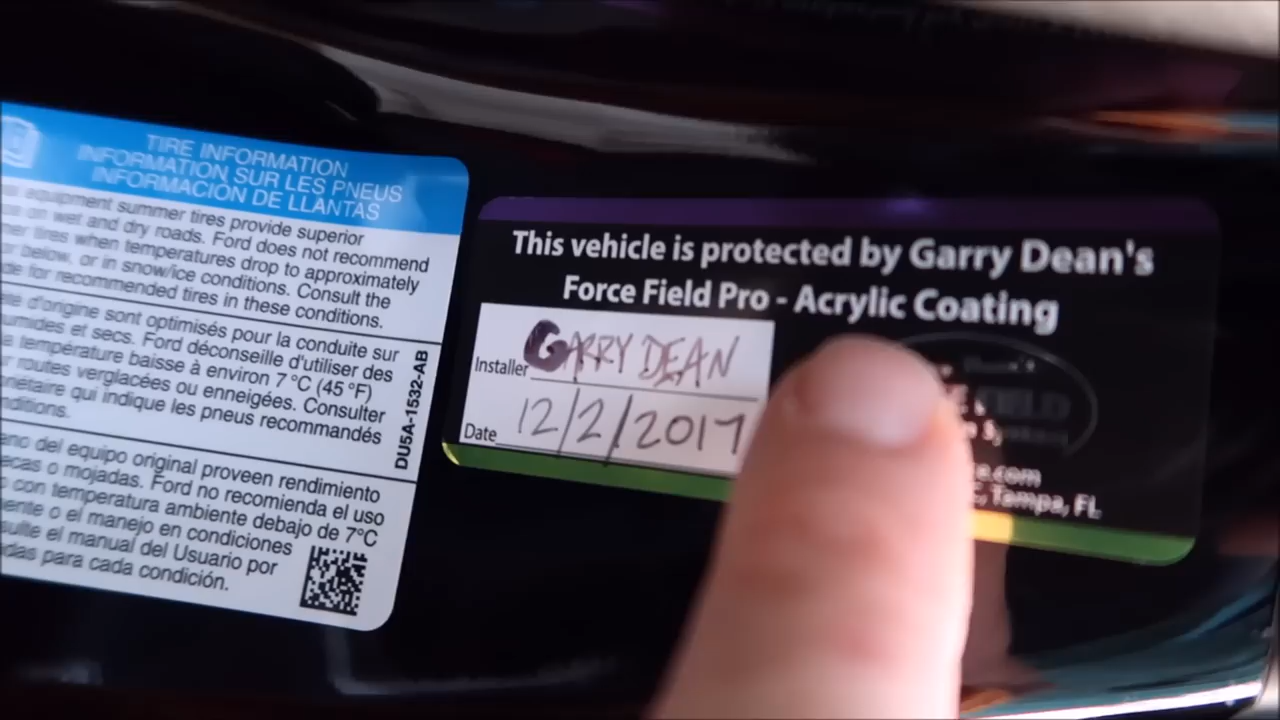 TIRE INFORMATION
INFORMATION SUR LES PNEUS
INFORMACIÓN DE LLANTAS
equipment summer tires provide superior
on wet and dry roads. Ford does not recommend
tires when temperatures drop to approximately
or below, or in snow/ice conditions. Consult the
for recommended tires in these conditions.
d'origine sont optimisés pour la conduite sur
humides et secs. Ford déconseille d'utiliser des
température baisse à environ 7 °C (45 °F)
routes verglacées ou enneigées. Consulter
qui indique les pneus recommandés
DU5A-1532-AB
del equipo original proveen rendimiento
o mojadas. Ford no recomienda el uso
con temperatura ambiente debajo de 7°C
o el manejo en condiciones
el manual del Usuario por
para cada condición.
This vehicle is protected by Garry Dean's
Force Field Pro - Acrylic Coating
Installer GARRY DEAN
Date 12/2/2017
.com
Tampa, FL